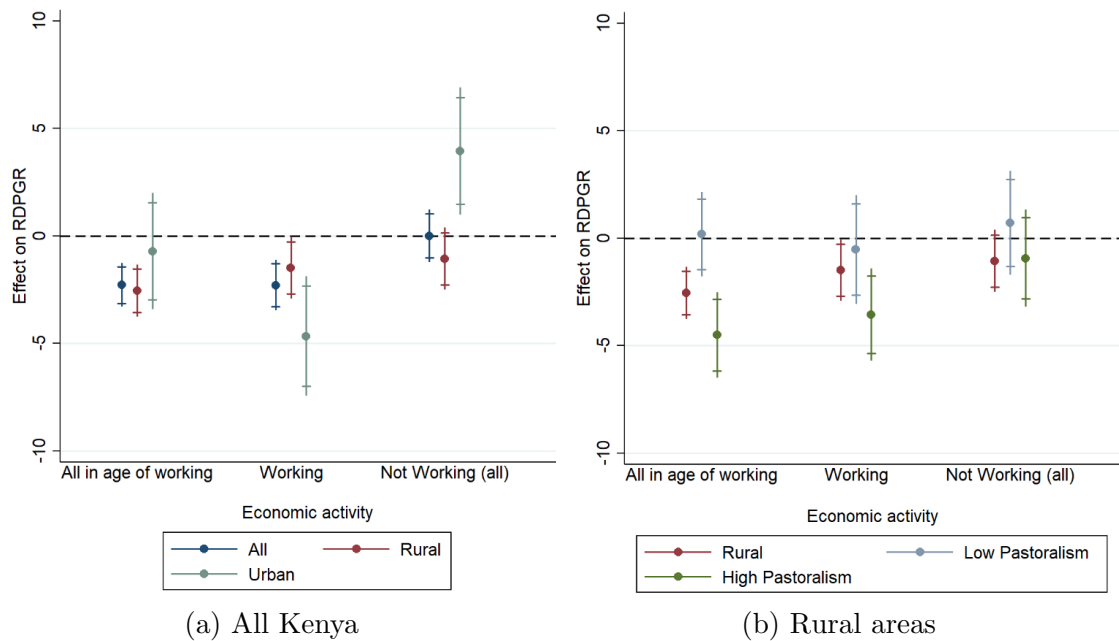 Effect on RDPGR
10
5
0
-5
-10
All in age of working Working Not Working (all)
Economic activity
All Rural
Urban
(a) All Kenya
Effect on RDPGR
10
5
0
-5
-10
All in age of working Working Not Working (all)
Economic activity
Rural Low Pastoralism
High Pastoralism
(b) Rural areas